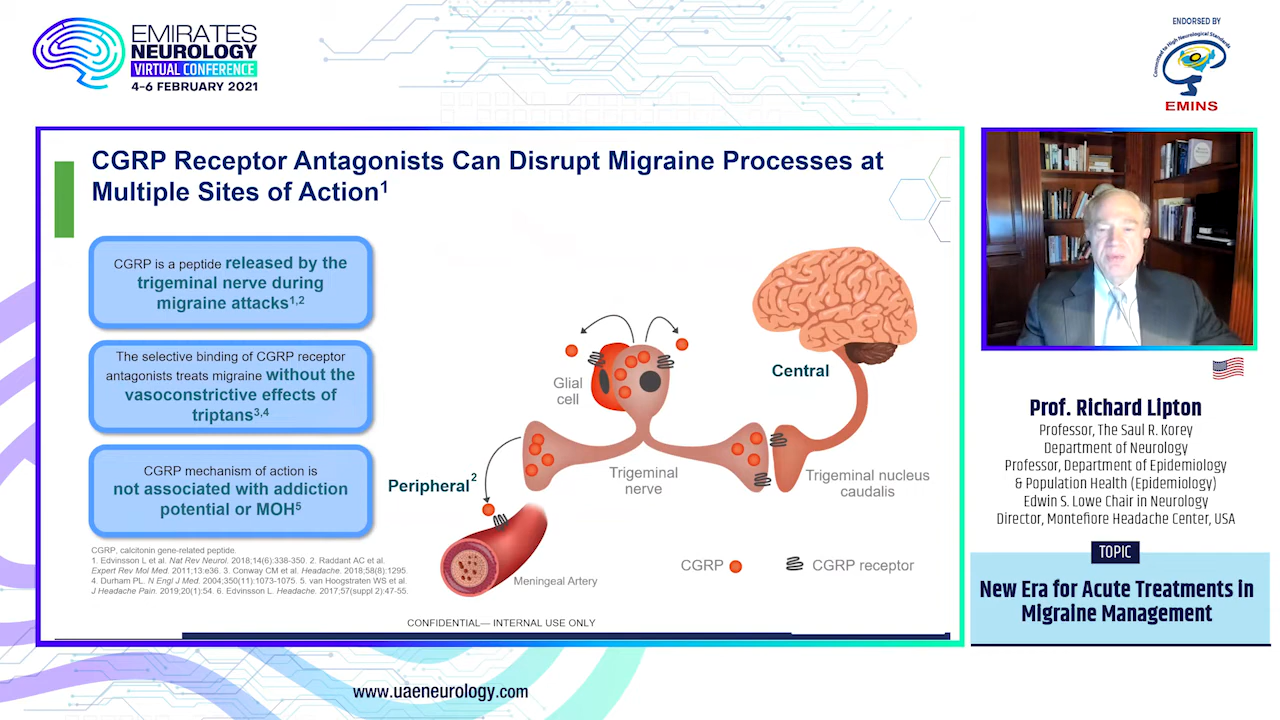 EMIRATES
NEUROLOGY
VIRTUAL CONFERENCE
4-6 FEBRUARY 2021
ENDORSED BY
Committed to High Neurological Standards
EMINS
CGRP Receptor Antagonists Can Disrupt Migraine Processes at
Multiple Sites of Action1
CGRP is a peptide released by the
trigeminal nerve during
migraine attacks1,2
The selective binding of CGRP receptor
antagonists treats migraine without the
vasoconstrictive effects of
triptans3,4
CGRP mechanism of action is
not associated with addiction
potential or MOH5
Glial
cell
Central
Trigeminal
nerve
Trigeminal nucleus
caudalis
Peripheral2
Meningeal Artery
CGRP
CGRP receptor
CGRP, calcitonin gene-related peptide.
1. Edvinsson L et al. Nat Rev Neurol. 2018;14(6):338-350. 2. Raddant AC et al.
Expert Rev Mol Med. 2011;13:e36. 3. Conway CM et al. Headache. 2018;58(8):1295
4. Durham PL. N Engl J Med. 2004;350(11):1073-1075. 5. van Hoogstraten WS et al.
J Headache Pain. 2019;20(1):54. 6. Edvinsson L. Headache. 2017;57(suppl 2):47-55.
CONFIDENTIAL— INTERNAL USE ONLY
Prof. Richard Lipton
Professor, The Saul R. Korey
Department of Neurology
Professor, Department of Epidemiology
& Population Health (Epidemiology)
Edwin S. Lowe Chair in Neurology
Director, Montefiore Headache Center, USA
TOPIC
New Era for Acute Treatments in
Migraine Management
www.uaeneurology.com